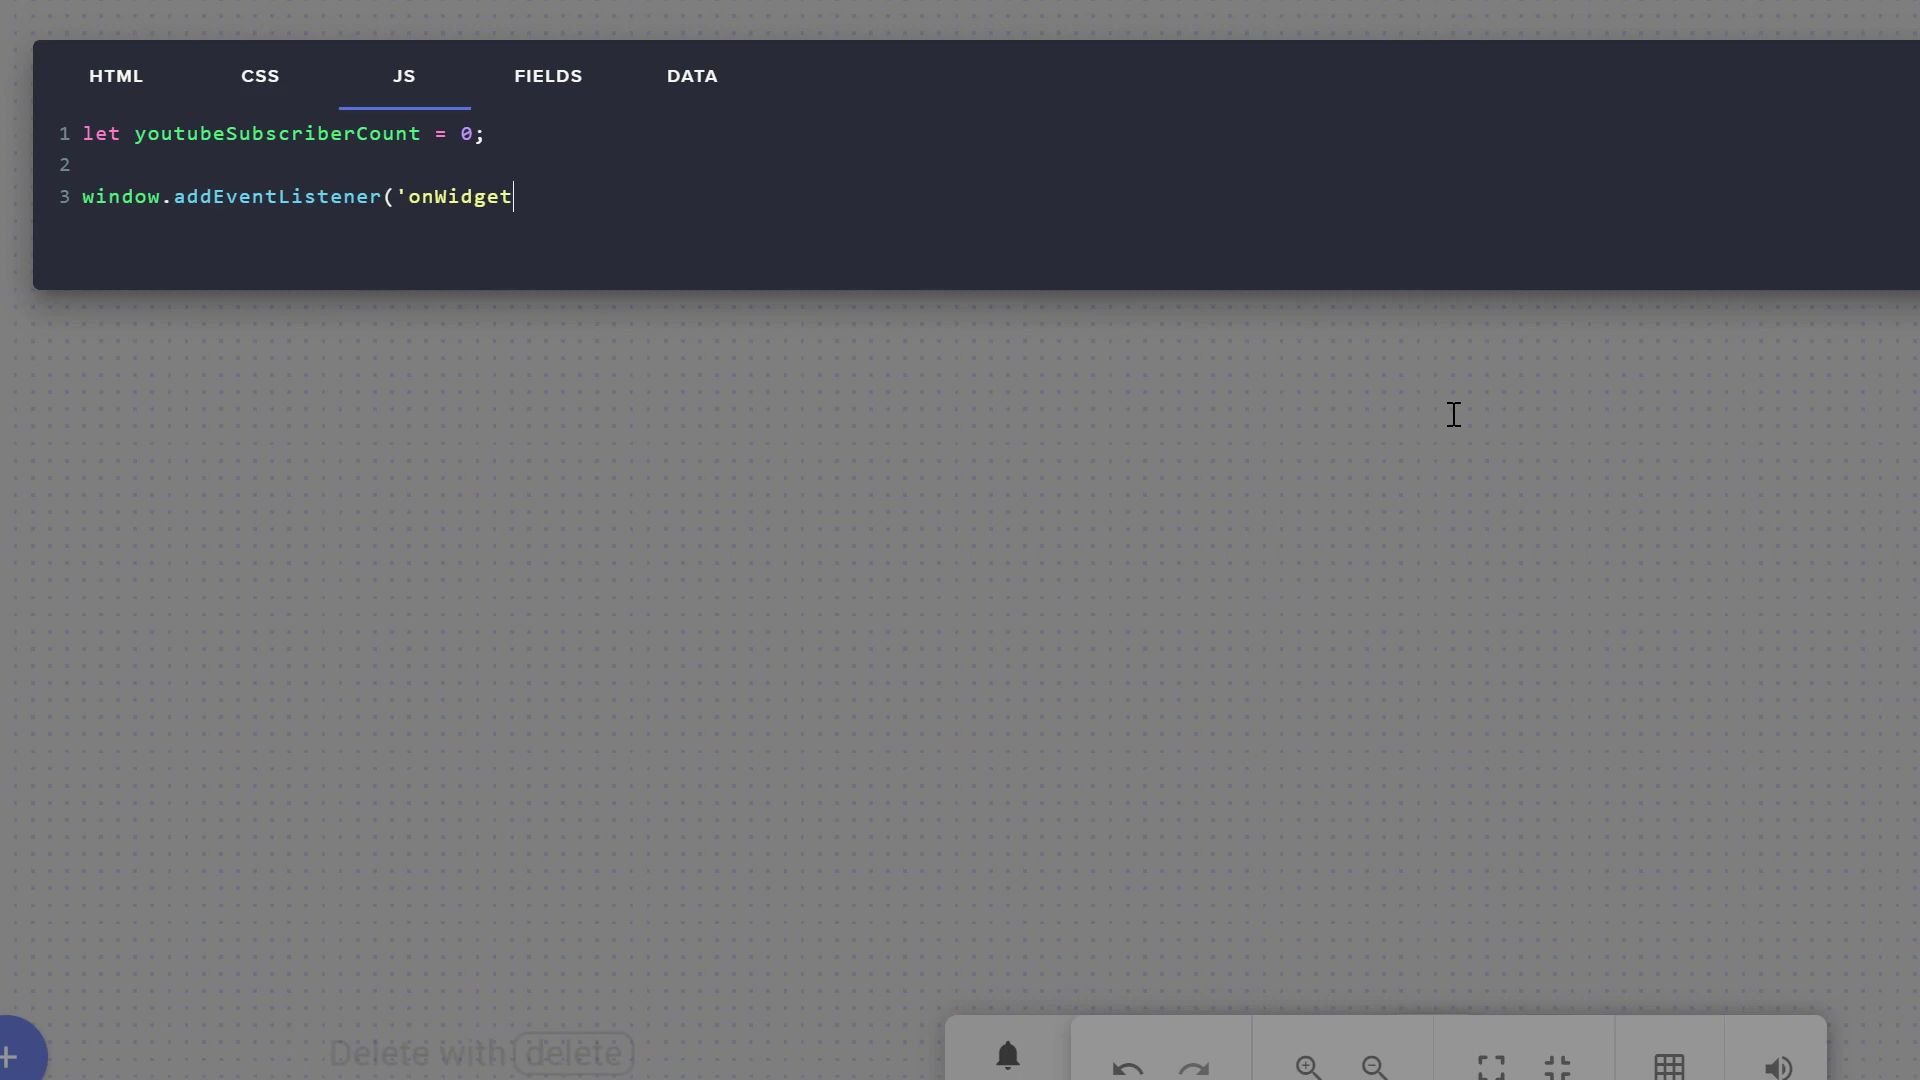 HTML CSS JS FIELDS DATA
1 let youtubeSubscriberCount = 0;
2
3 window.addEventListener('onWidget
Delete with delete